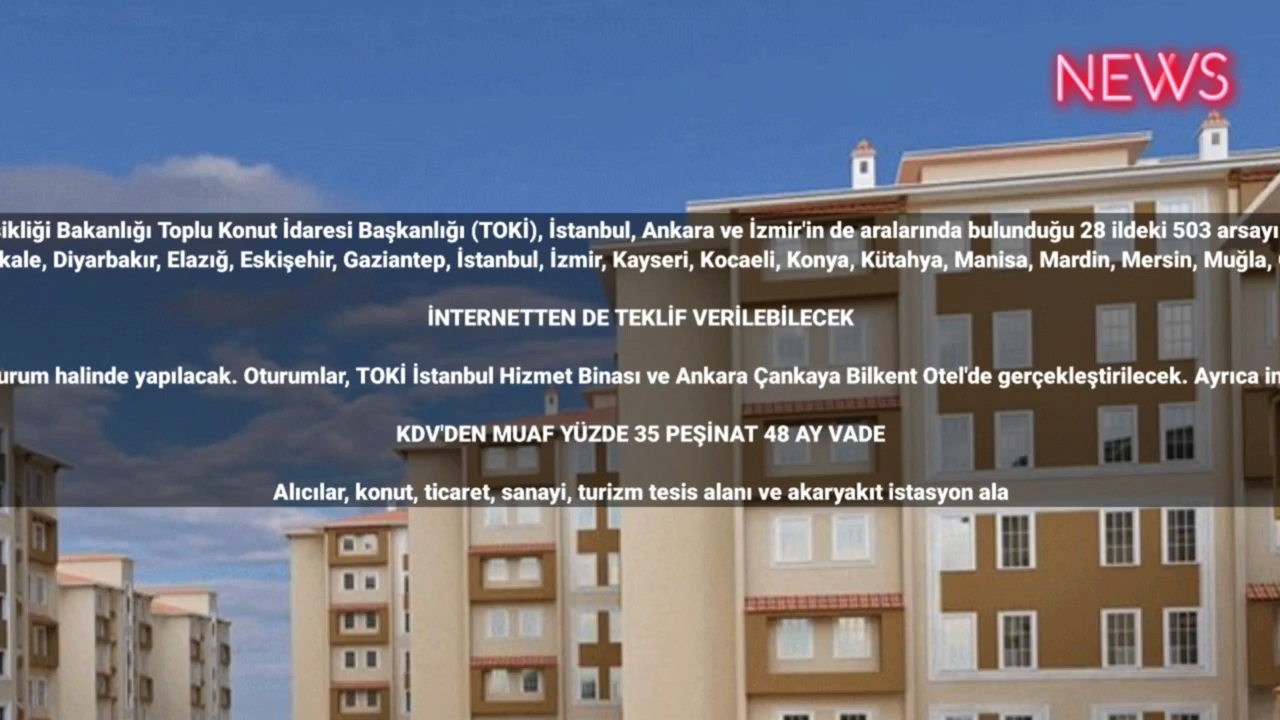 NEWS
ikliği Bakanlığı Toplu Konut İdaresi Başkanlığı (TOKİ), İstanbul, Ankara ve İzmir'in de aralarında bulunduğu 28 ildeki 503 arsayı
kale, Diyarbakır, Elazığ, Eskişehir, Gaziantep, İstanbul, İzmir, Kayseri, Kocaeli, Konya, Kütahya, Manisa, Mardin, Mersin, Muğla,
İNTERNETTEN DE TEKLİF VERİLEBİLECEK
urum halinde yapılacak. Oturumlar, TOKİ İstanbul Hizmet Binası ve Ankara Çankaya Bilkent Otel'de gerçekleştirilecek. Ayrıca in
KDV'DEN MUAF YÜZDE 35 PEŞİNAT 48 AY VADE
Alıcılar, konut, ticaret, sanayi, turizm tesis alanı ve akaryakıt istasyon ala